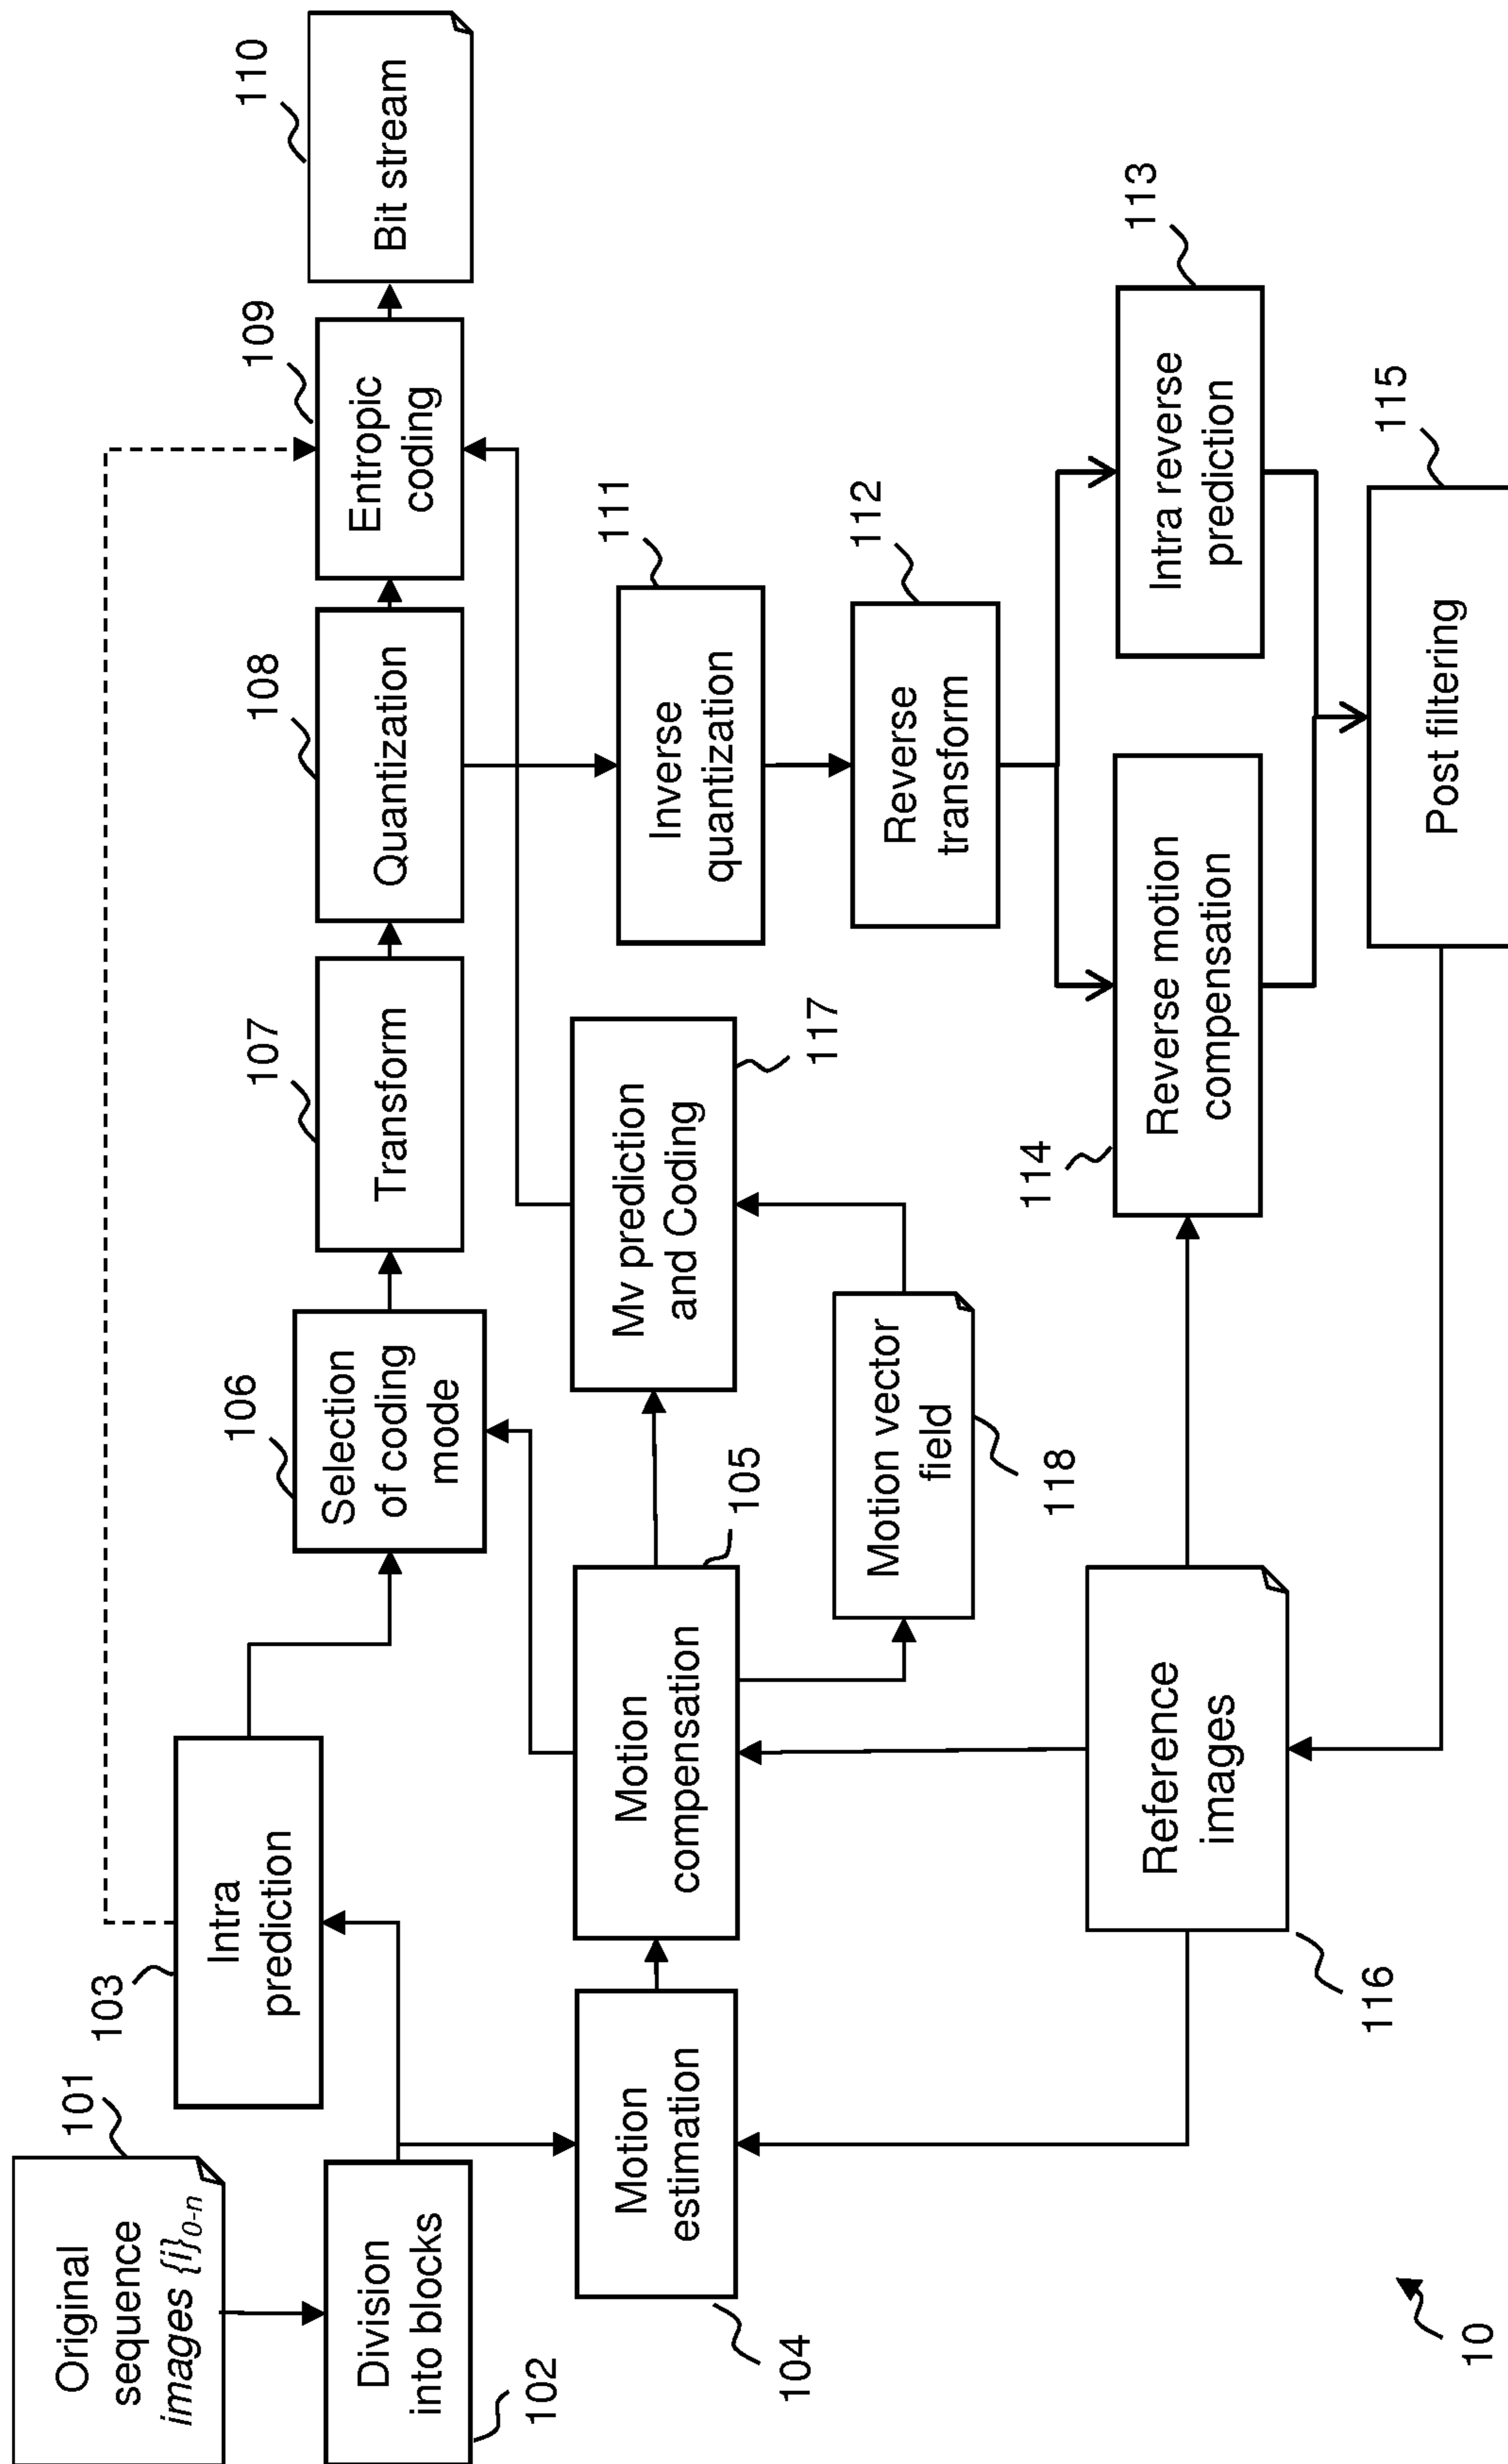 Original
sequence
images {i}0-n
101
Division
into blocks
102
103
Intra
prediction
Motion
estimation
104
Motion
compensation
105
106
Selection
of coding
mode
107
Transform
108
Quantization
109
Entropic
coding
110
Bit stream
Mv prediction
and Coding
117
Motion vector
field
118
111
Inverse
quantization
112
Reverse
transform
113
Intra reverse
prediction
114
Reverse motion
compensation
115
Post filtering
Reference
images
116
10